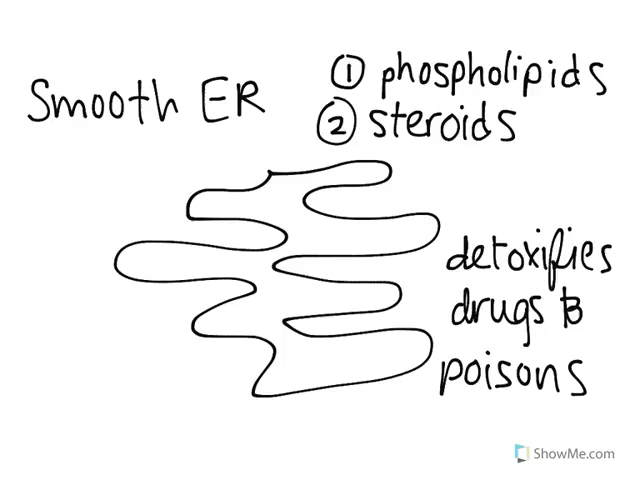 Smooth ER
① phospholipids
② steroids
detoxifies
drugs &
poisons
ShowMe.com